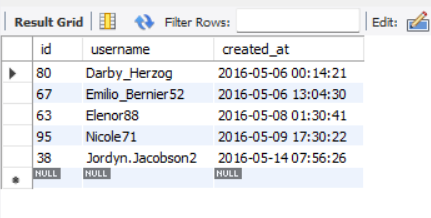 Result Grid Filter Rows: Edit:
id username created_at
80 Darby_Herzog 2016-05-06 00:14:21
67 Emilio_Bernier52 2016-05-06 13:04:30
63 Elenor88 2016-05-08 01:30:41
95 Nicole71 2016-05-09 17:30:22
38 Jordyn.Jacobson2 2016-05-14 07:56:26
NULL NULL NULL